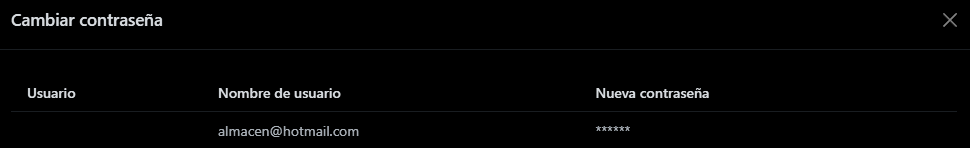 Cambiar contraseña
Usuario Nombre de usuario Nueva contraseña
almacen@hotmail.com ******